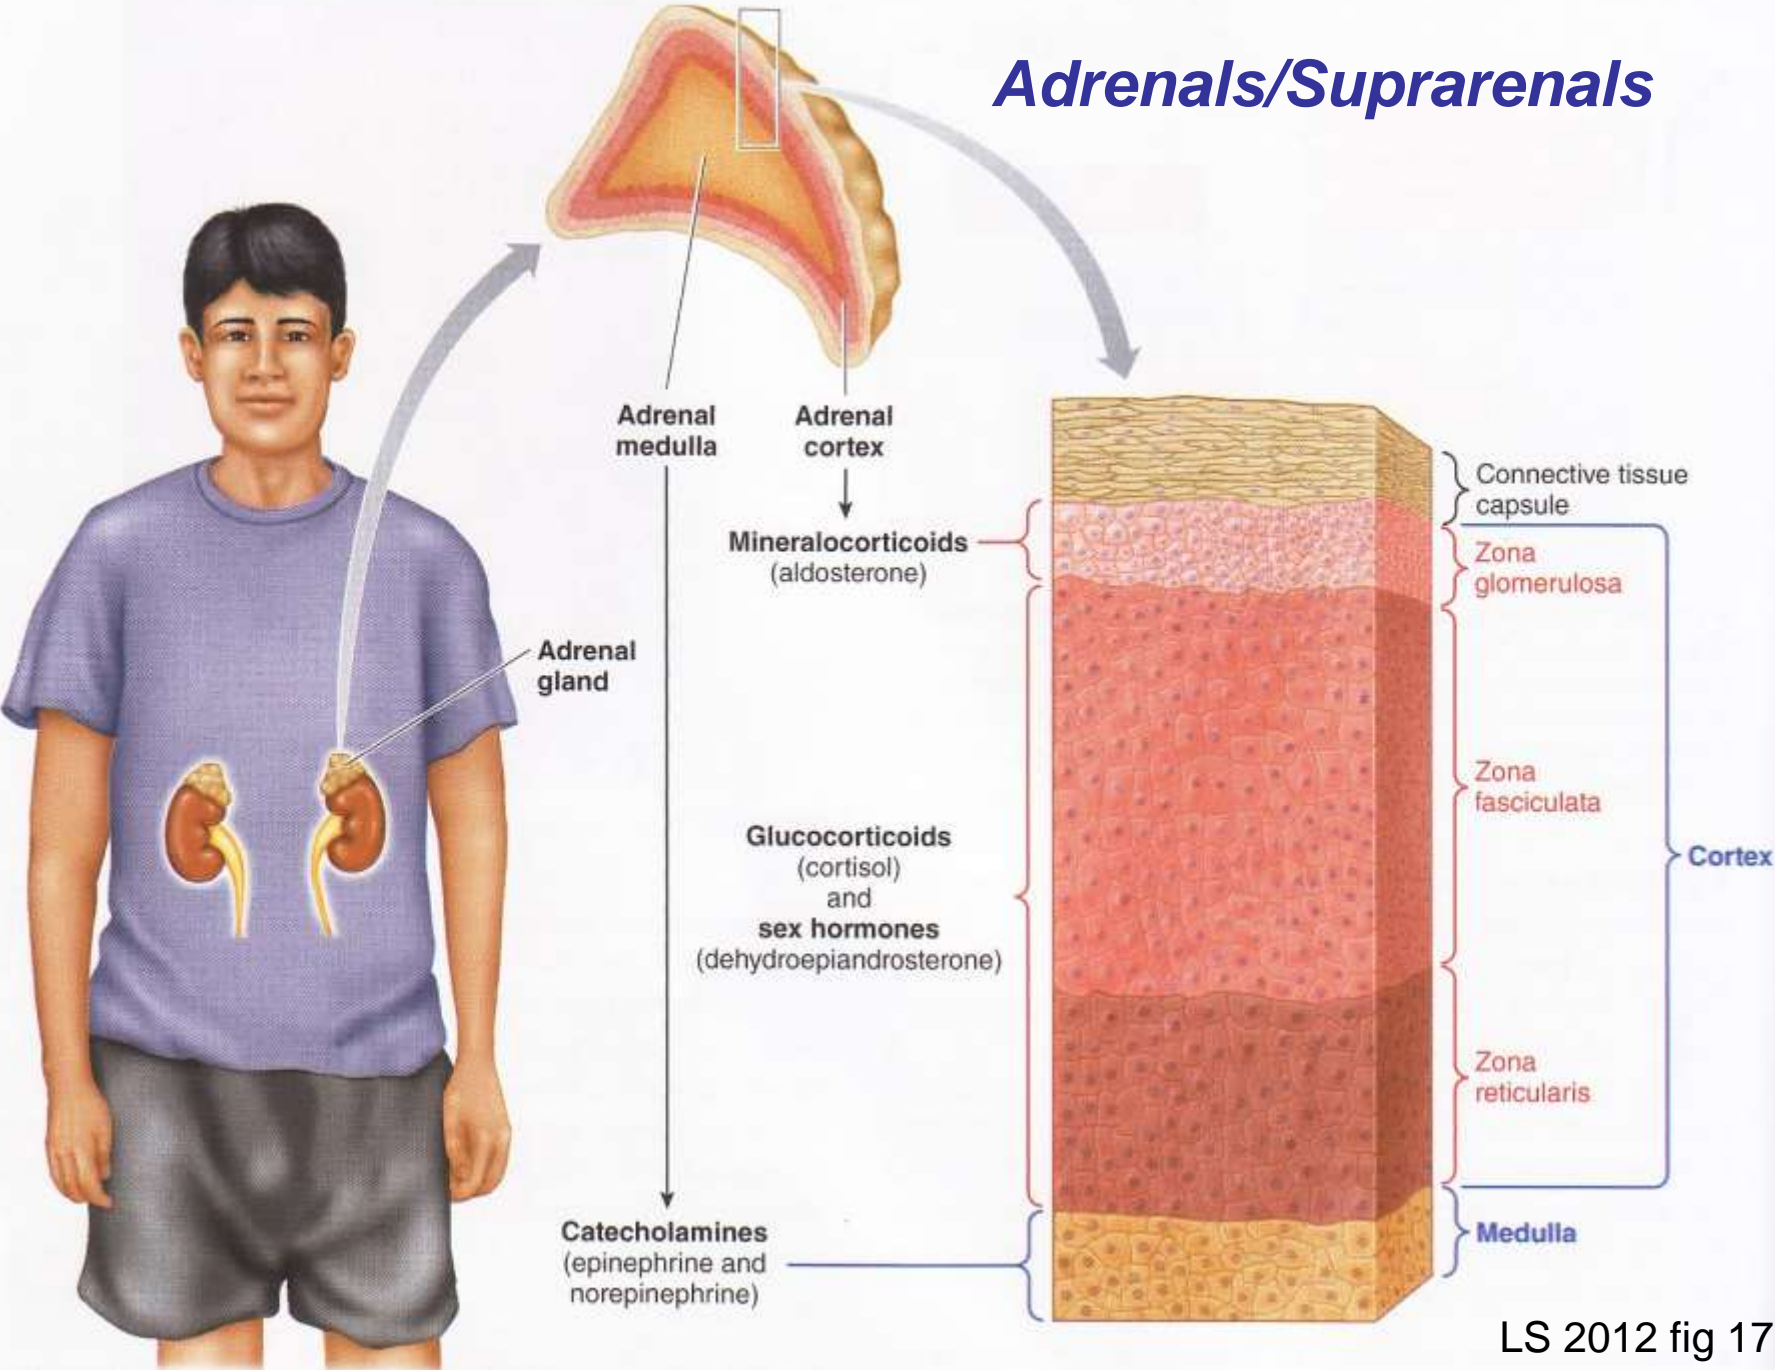 Adrenals/Suprarenals
Adrenal
medulla
Adrenal
cortex
Mineralocorticoids
(aldosterone)
Adrenal
gland
Glucocorticoids
(cortisol)
and
sex hormones
(dehydroepiandrosterone)
Catecholamines
(epinephrine and
norepinephrine)
Connective tissue
capsule
Zona
glomerulosa
Zona
fasciculata
Cortex
Zona
reticularis
Medulla
LS 2012 fig 17